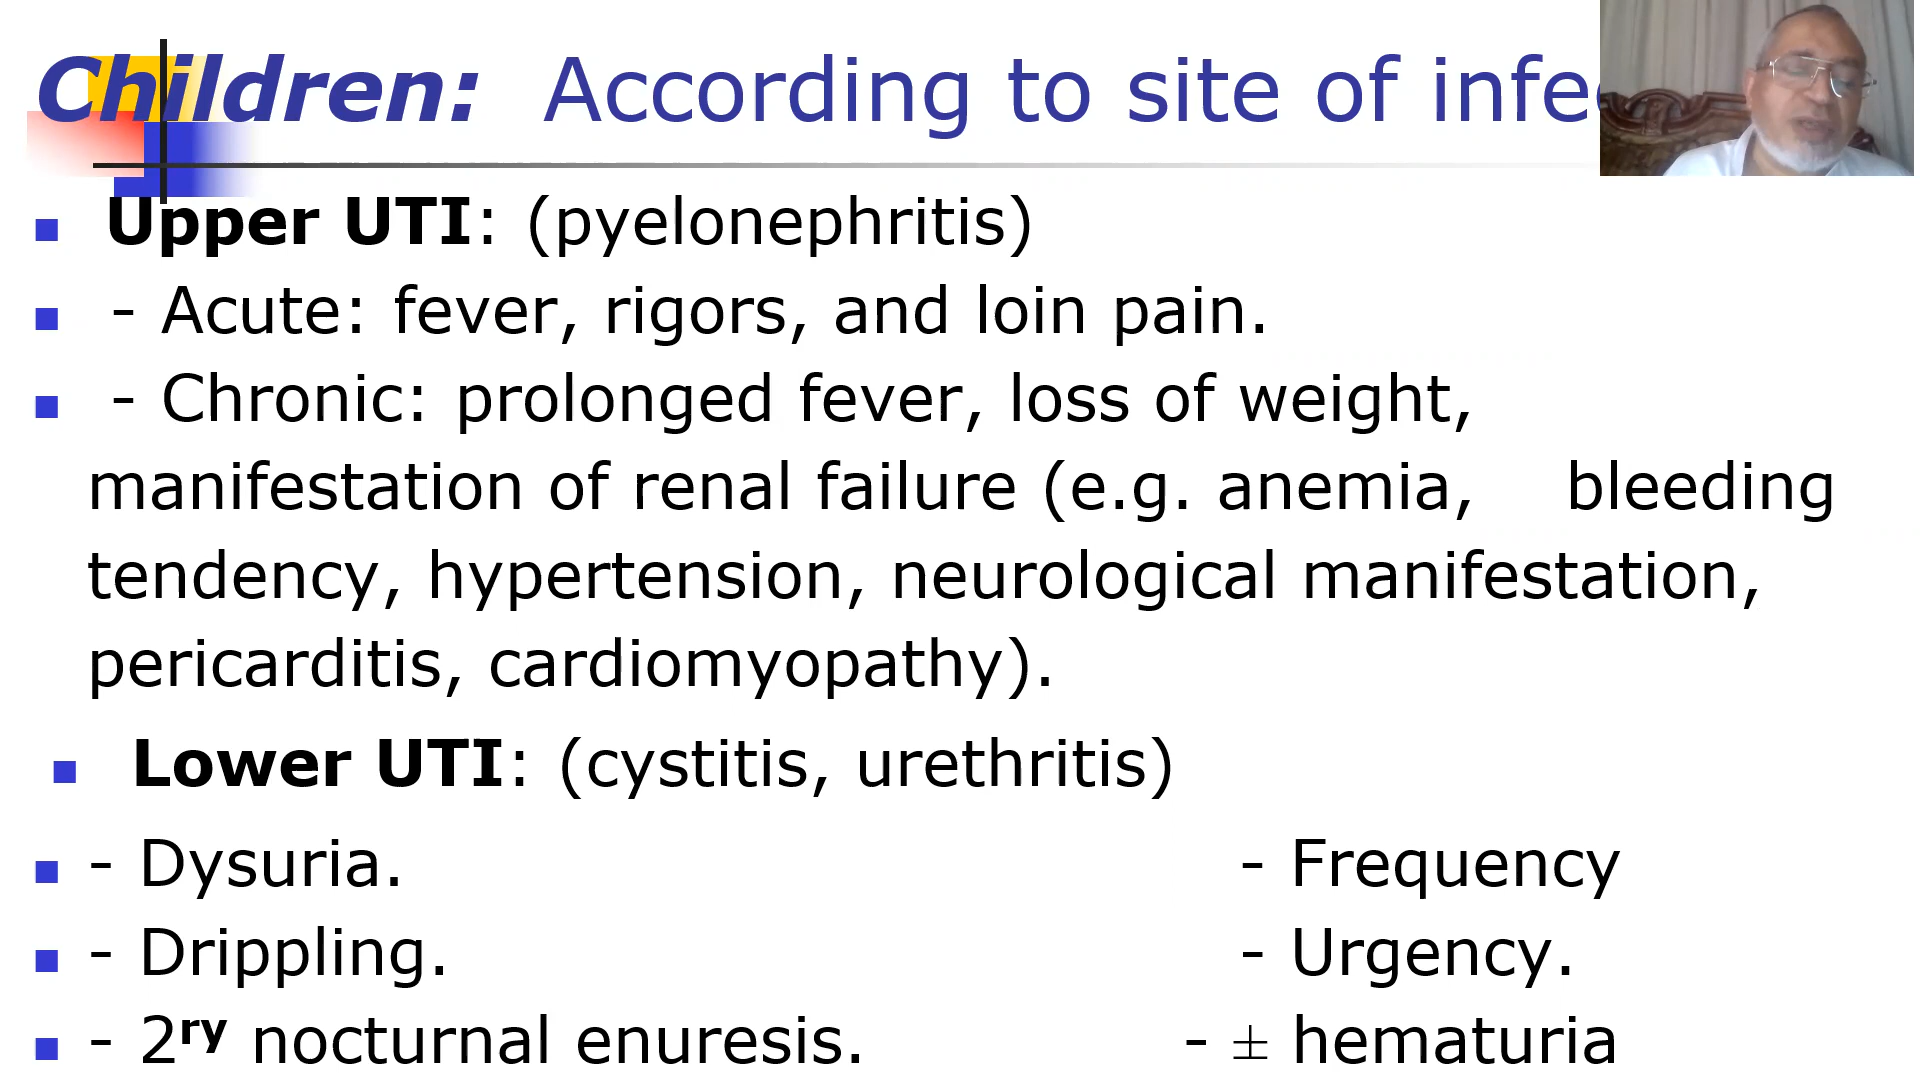 Children: According to site of
Upper UTI: (pyelonephritis)
- Acute: fever, rigors, and loin pain.
- Chronic: prolonged fever, loss of weight,
manifestation of renal failure (e.g. anemia, bleeding
tendency, hypertension, neurological manifestation,
pericarditis, cardiomyopathy).
Lower UTI: (cystitis, urethritis)
- Dysuria. - Frequency
- Drippling. - Urgency.
- 2ry nocturnal enuresis. - ± hematuria